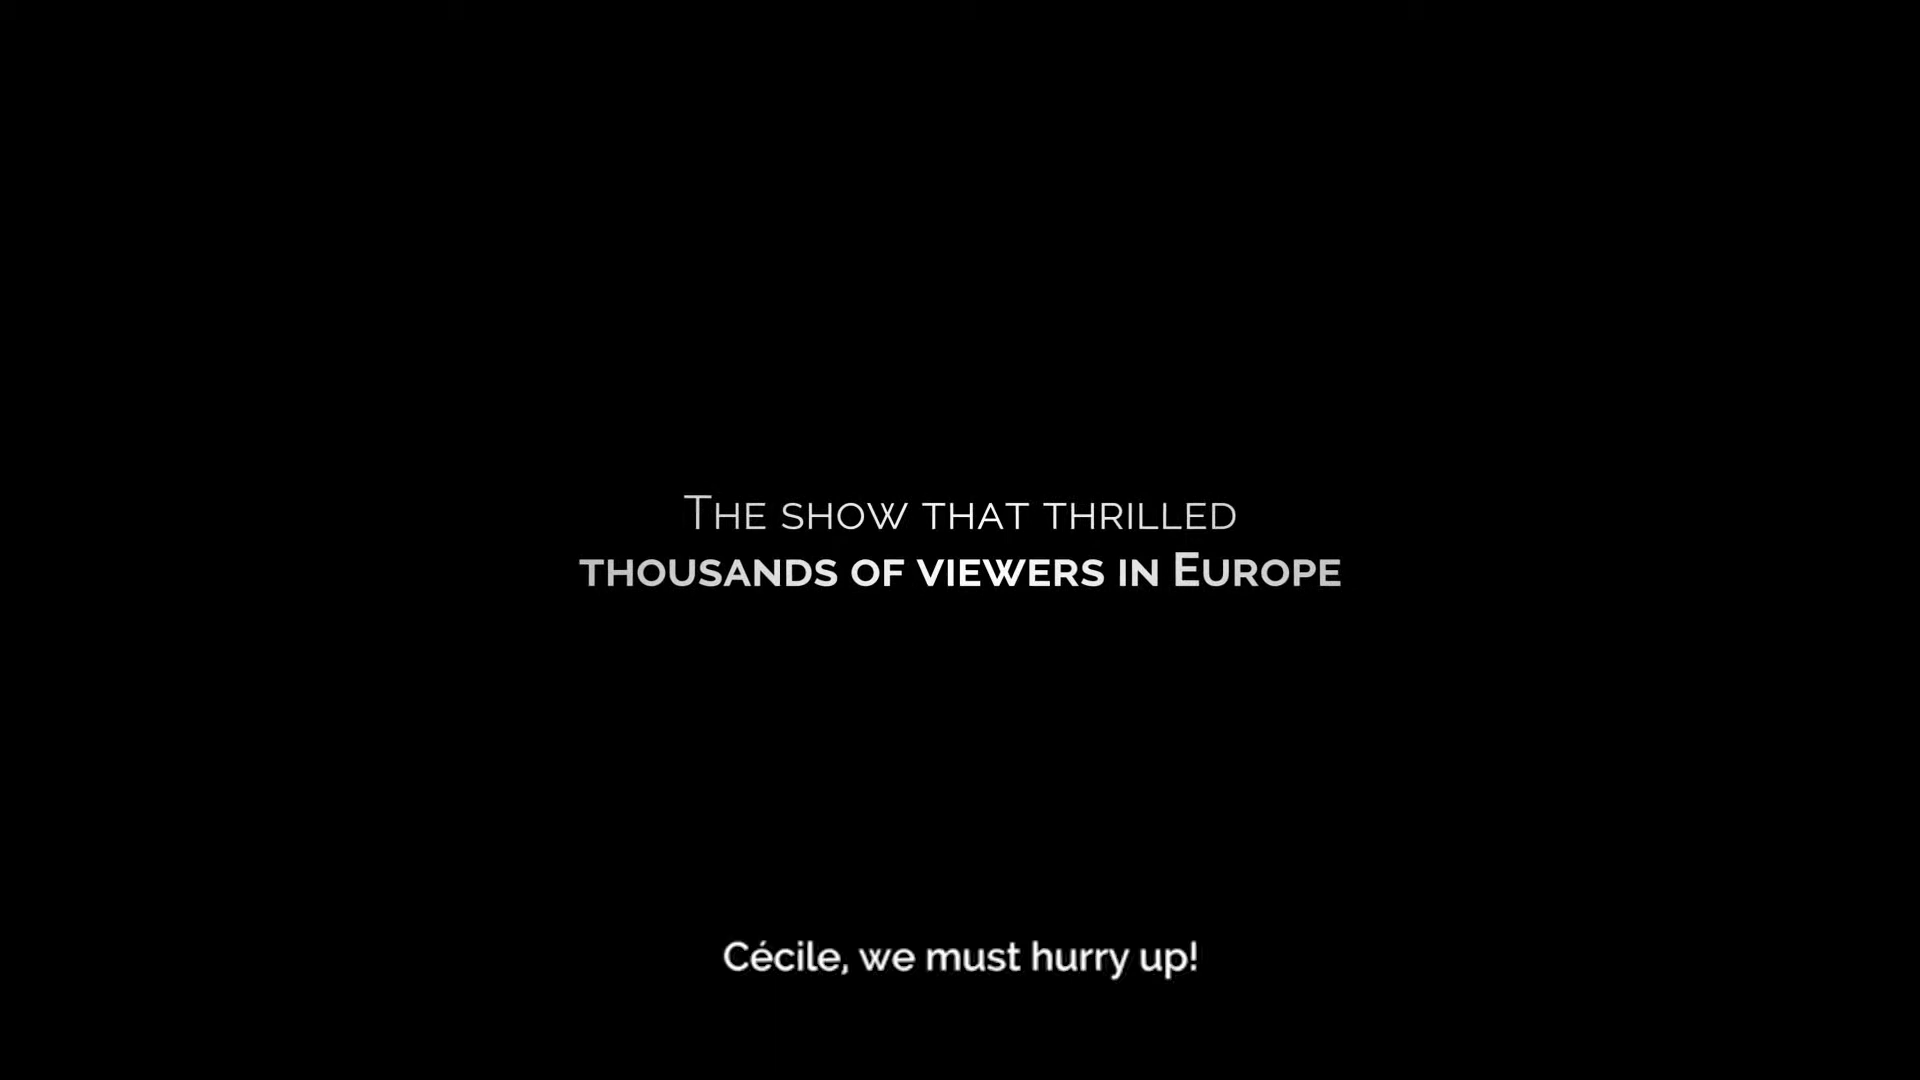 The show that thrilled
thousands of viewers in Europe
Cécile, we must hurry up!